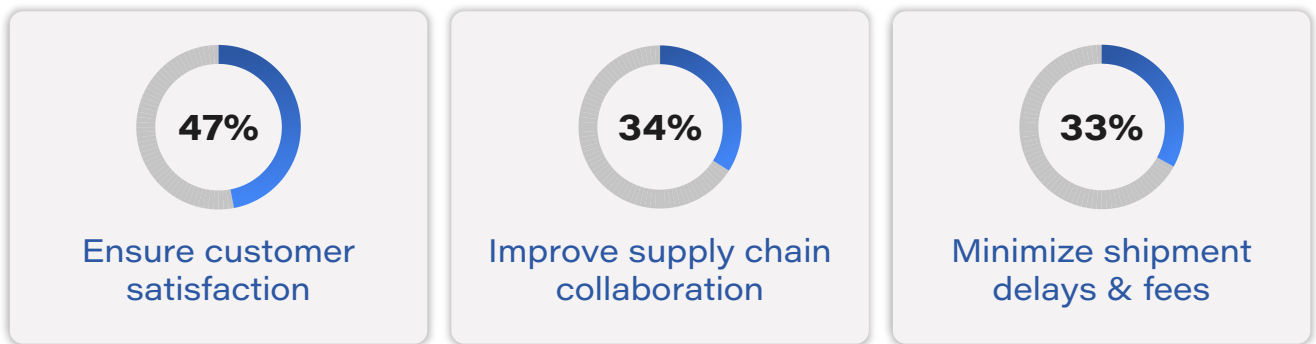 47%
Ensure customer
satisfaction
34%
Improve supply chain
collaboration
33%
Minimize shipment
delays & fees